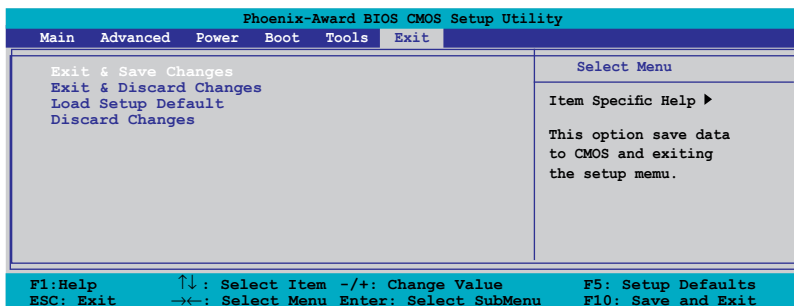 Phoenix-Award BIOS CMOS Setup Utility
Main Advanced Power Boot Tools Exit
Exit & Save Changes
Exit & Discard Changes
Load Setup Default
Discard Changes
Select Menu
Item Specific Help ▶
This option save data
to CMOS and exiting
the setup memu.
F1:Help ↑↓: Select Item -/+: Change Value F5: Setup Defaults
ESC: Exit →←: Select Menu Enter: Select SubMenu F10: Save and Exit